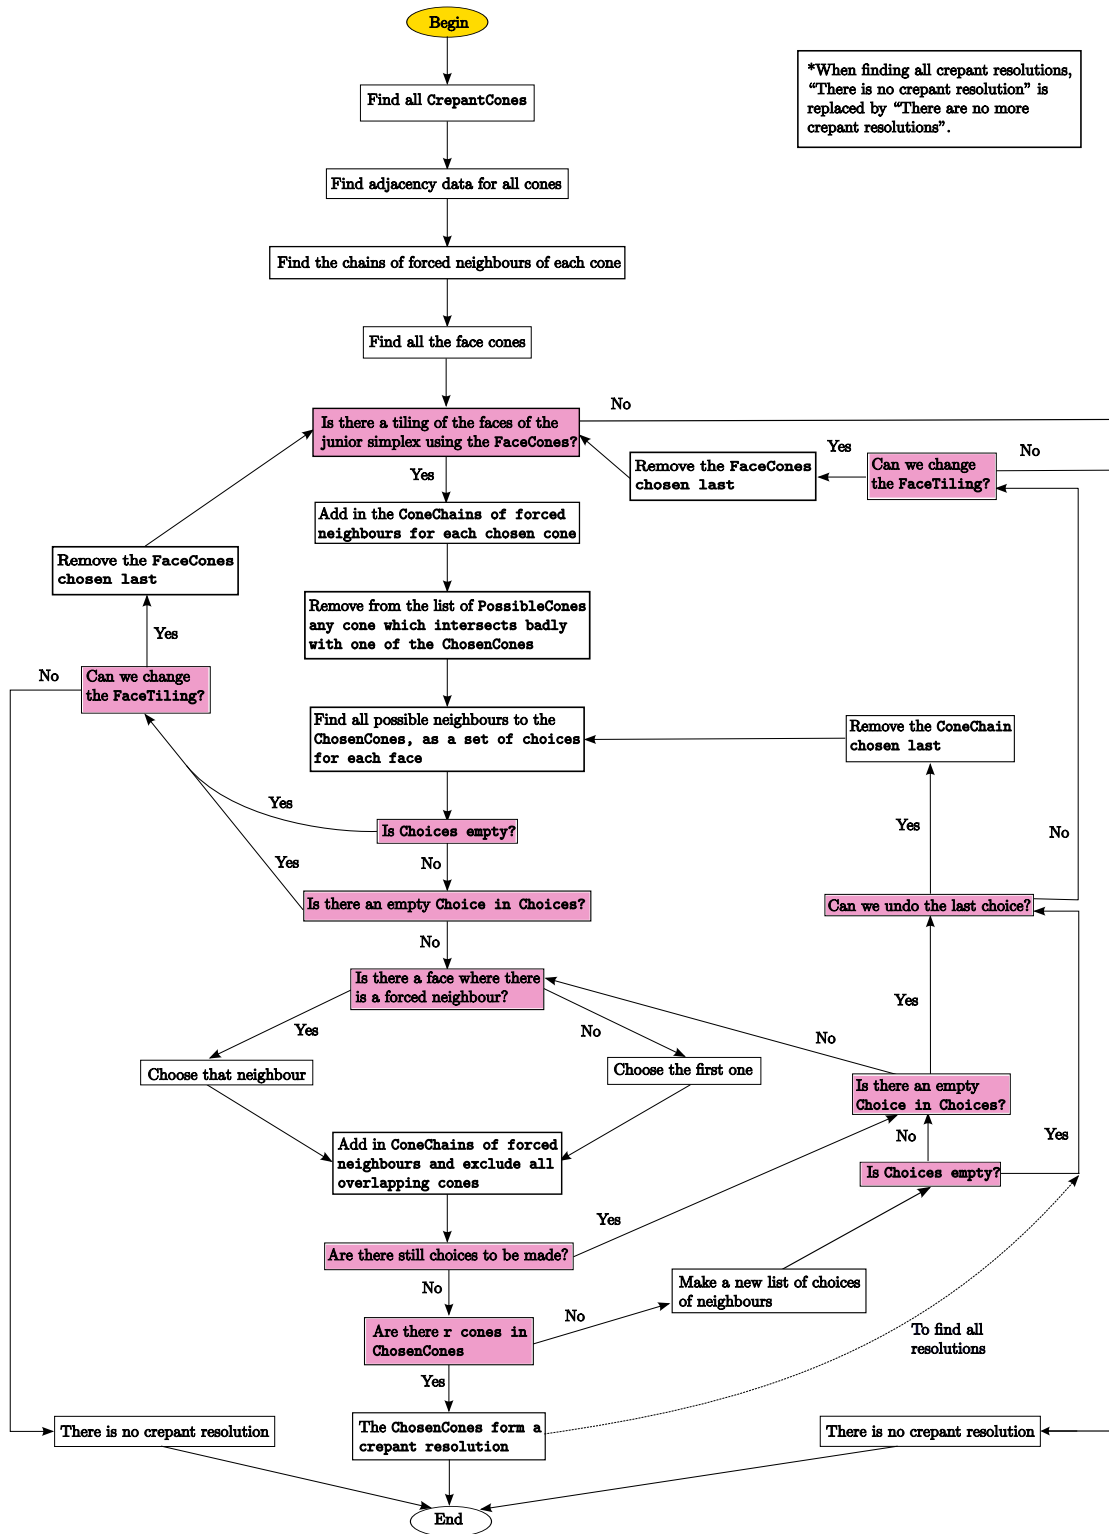 Begin
*When finding all crepant resolutions,
“There is no crepant resolution” is
replaced by “There are no more
crepant resolutions”.
Find all CrepantCones
Find adjacency data for all cones
Find the chains of forced neighbours of each cone
Find all the face cones
Is there a tiling of the faces of the
junior simplex using the FaceCones?
No
Yes
Remove the FaceCones
chosen last
Yes
Can we change
the FaceTiling?
No
Add in the ConeChains of forced
neighbours for each chosen cone
Remove the FaceCones
chosen last
Yes
Remove from the list of PossibleCones
any cone which intersects badly
with one of the ChosenCones
No
Can we change
the FaceTiling?
Find all possible neighbours to the
ChosenCones, as a set of choices
for each face
Remove the ConeChain
chosen last
Yes
Is Choices empty?
Yes
No
No
Yes
Is there an empty Choice in Choices?
Can we undo the last choice?
No
Is there a face where there
is a forced neighbour?
Yes
Yes
No
No
Choose that neighbour
Choose the first one
Is there an empty
Choice in Choices?
No
Yes
Add in ConeChains of forced
neighbours and exclude all
overlapping cones
Is Choices empty?
Yes
Are there still choices to be made?
No
Make a new list of choices
of neighbours
No
Are there r cones in
ChosenCones
To find all
resolutions
Yes
The ChosenCones form a
crepant resolution
There is no crepant resolution
There is no crepant resolution
End